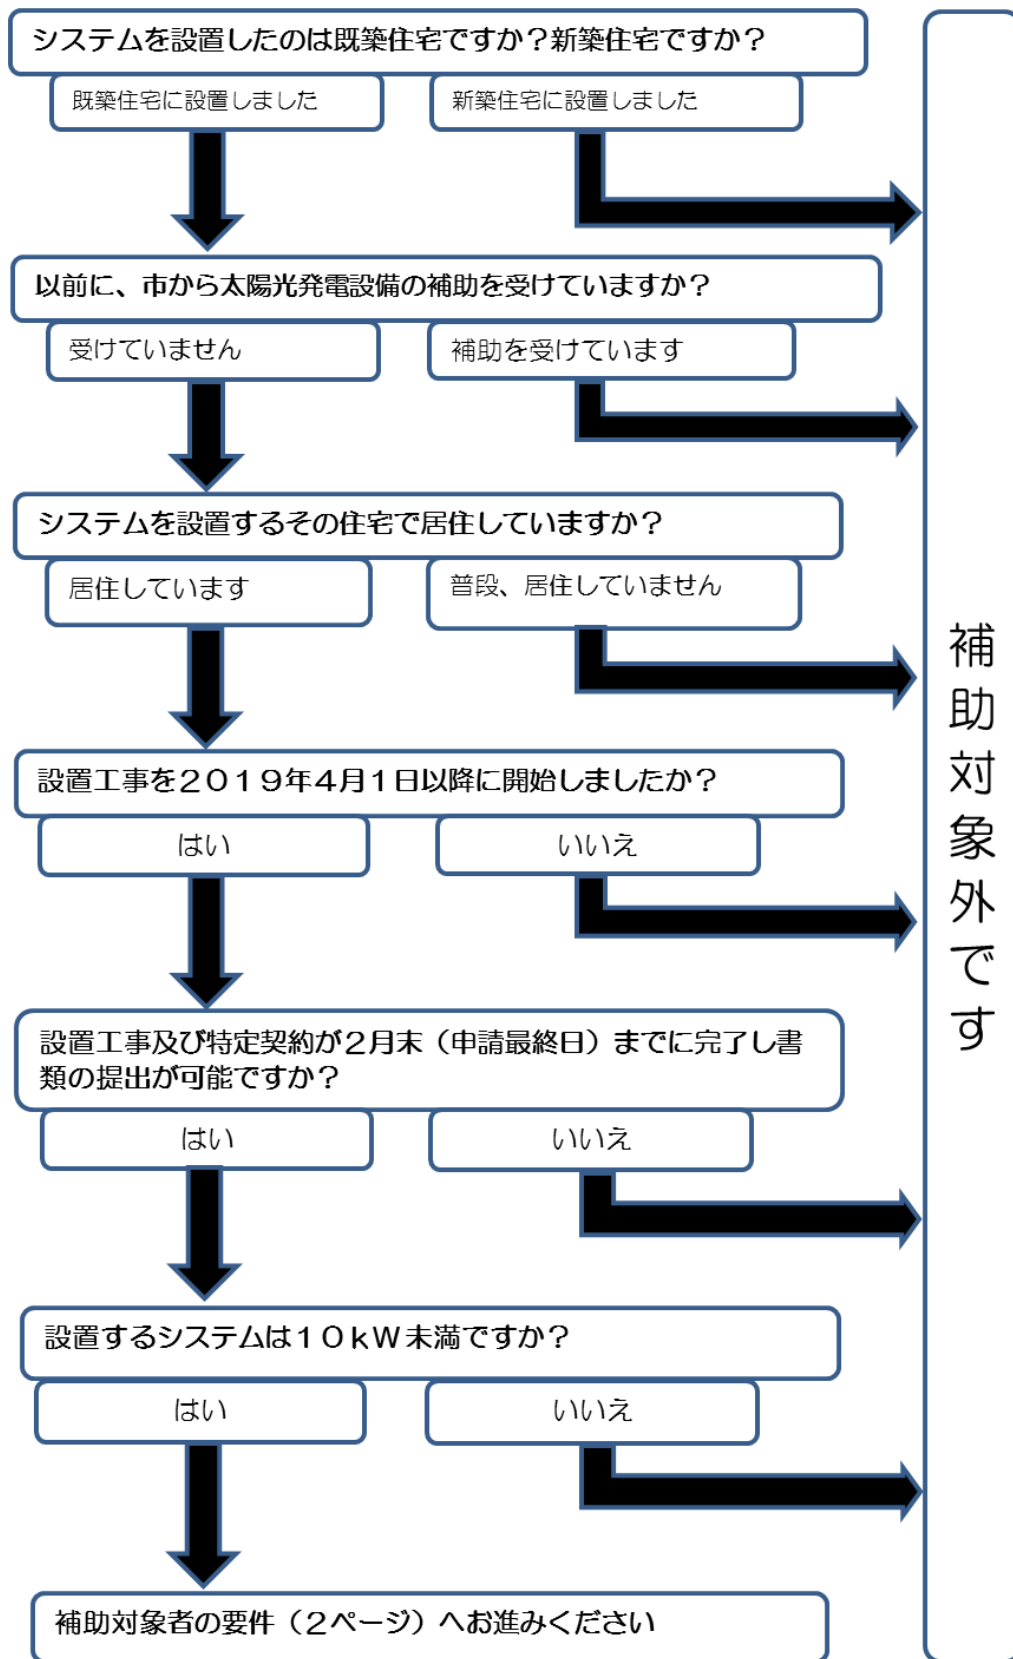 システムを設置したのは既築住宅ですか？新築住宅ですか？
既築住宅に設置しました
新築住宅に設置しました
以前に、市から太陽光発電設備の補助を受けていますか？
受けていません
補助を受けています
システムを設置するその住宅で居住していますか？
居住しています
普段、居住していません
設置工事を２０１９年４月１日以降に開始しましたか？
はい
いいえ
設置工事及び特定契約が２月末（申請最終日）までに完了し書
類の提出が可能ですか？
はい
いいえ
設置するシステムは１０ｋＷ未満ですか？
はい
いいえ
補助対象者の要件（２ページ）へお進みください
補助対象外です